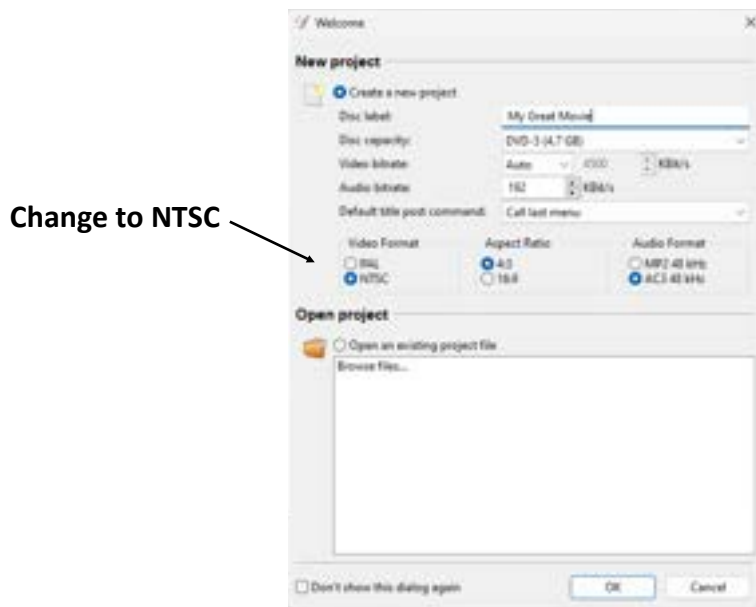 Welcome
New project
Create a new project
Disc label: My Great Movie
Disc capacity: DVD-5 (4,7 GB)
Video bitrate: Auto 4500 KBit/s
Audio bitrate: 192 KBit/s
Default title post command: Call last menu
Change to NTSC
Video Format Aspect Ratio Audio Format
PAL 4:3 MP2 48 kHz
NTSC 16:9 AC3 48 kHz
Open project
Open an existing project file
Browse files...
Don't show this dialog again OK Cancel